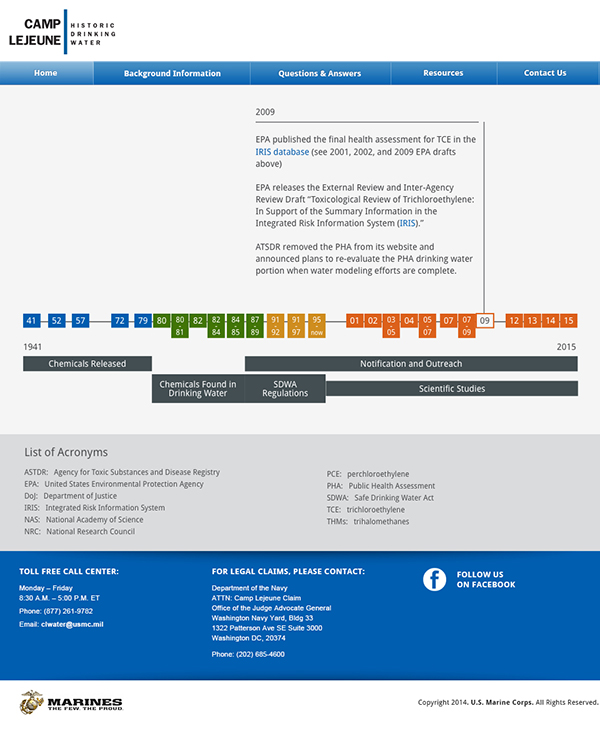 CAMP
LEJEUNE
HISTORIC
DRINKING
WATER
Home Background Information Questions & Answers Resources Contact Us
2009
EPA published the final health assessment for TCE in the
IRIS database (see 2001, 2002, and 2009 EPA drafts
above)
EPA releases the External Review and Inter-Agency
Review Draft “Toxicological Review of Trichloroethylene:
In Support of the Summary Information in the
Integrated Risk Information System (IRIS).”
ATSDR removed the PHA from its website and
announced plans to re-evaluate the PHA drinking water
portion when water modeling efforts are complete.
41 52 57 72 79 80 80-81 82 82-84 84-85 87-89 91-92 91-97 95-now 01 02 03-05 04 05-07 07 07-09 09 12 13 14 15
1941 2015
Chemicals Released Notification and Outreach
Chemicals Found in
Drinking Water
SDWA
Regulations
Scientific Studies
List of Acronyms
ASTDR: Agency for Toxic Substances and Disease Registry
EPA: United States Environmental Protection Agency
DoJ: Department of Justice
IRIS: Integrated Risk Information System
NAS: National Academy of Science
NRC: National Research Council
PCE: perchloroethylene
PHA: Public Health Assessment
SDWA: Safe Drinking Water Act
TCE: trichloroethylene
THMs: trihalomethanes
TOLL FREE CALL CENTER:
Monday – Friday
8:30 A.M. – 5:00 P.M. ET
Phone: (877) 261-9782
Email: clwater@usmc.mil
FOR LEGAL CLAIMS, PLEASE CONTACT:
Department of the Navy
ATTN: Camp Lejeune Claim
Office of the Judge Advocate General
Washington Navy Yard, Bldg 33
1322 Patterson Ave SE Suite 3000
Washington DC, 20374
Phone: (202) 685-4600
f
FOLLOW US
ON FACEBOOK
MARINES
THE FEW. THE PROUD.
Copyright 2014. U.S. Marine Corps. All Rights Reserved.